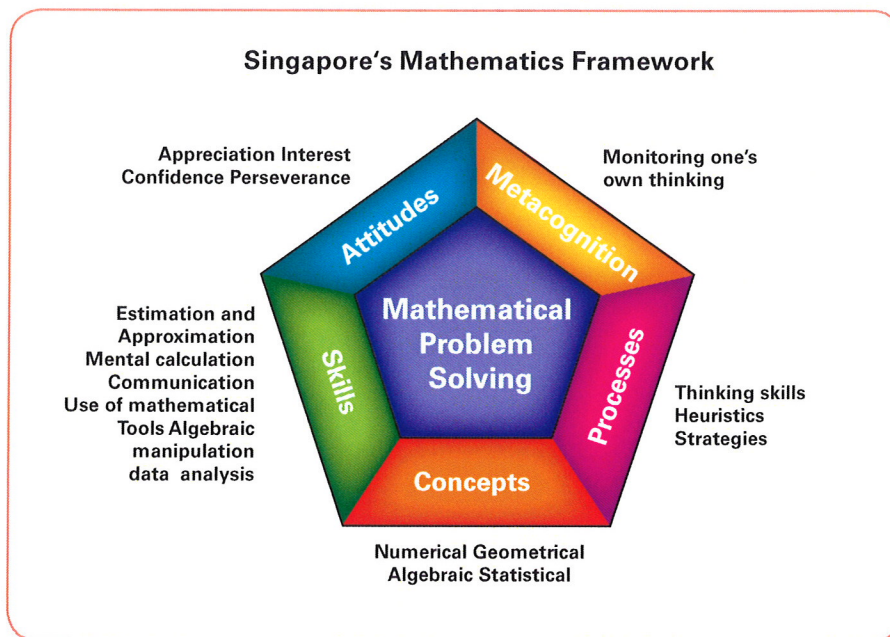 Singapore‘s Mathematics Framework
Appreciation Interest
Confidence Perseverance
Monitoring one's
own thinking
Attitudes
Metacognition
Estimation and
Approximation
Mental calculation
Communication
Use of mathematical
Tools Algebraic
manipulation
data analysis
Skills
Mathematical
Problem
Solving
Processes
Thinking skills
Heuristics
Strategies
Concepts
Numerical Geometrical
Algebraic Statistical